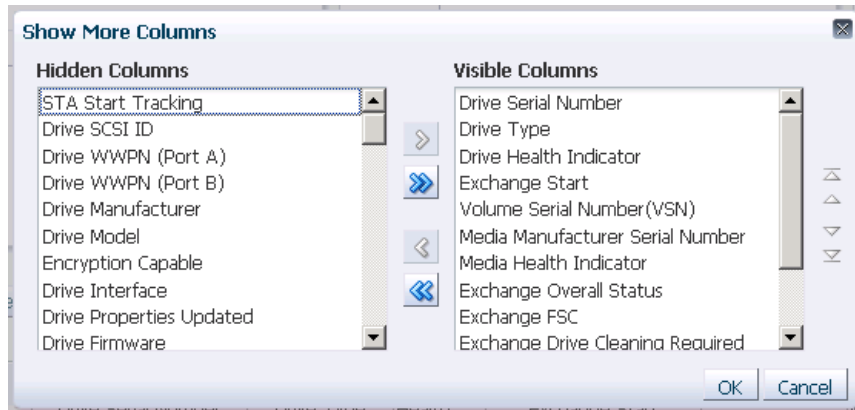 Show More Columns
Hidden Columns
STA Start Tracking
Drive SCSI ID
Drive WWPN (Port A)
Drive WWPN (Port B)
Drive Manufacturer
Drive Model
Encryption Capable
Drive Interface
Drive Properties Updated
Drive Firmware
Visible Columns
Drive Serial Number
Drive Type
Drive Health Indicator
Exchange Start
Volume Serial Number(VSN)
Media Manufacturer Serial Number
Media Health Indicator
Exchange Overall Status
Exchange FSC
Exchange Drive Cleaning Required
OK
Cancel